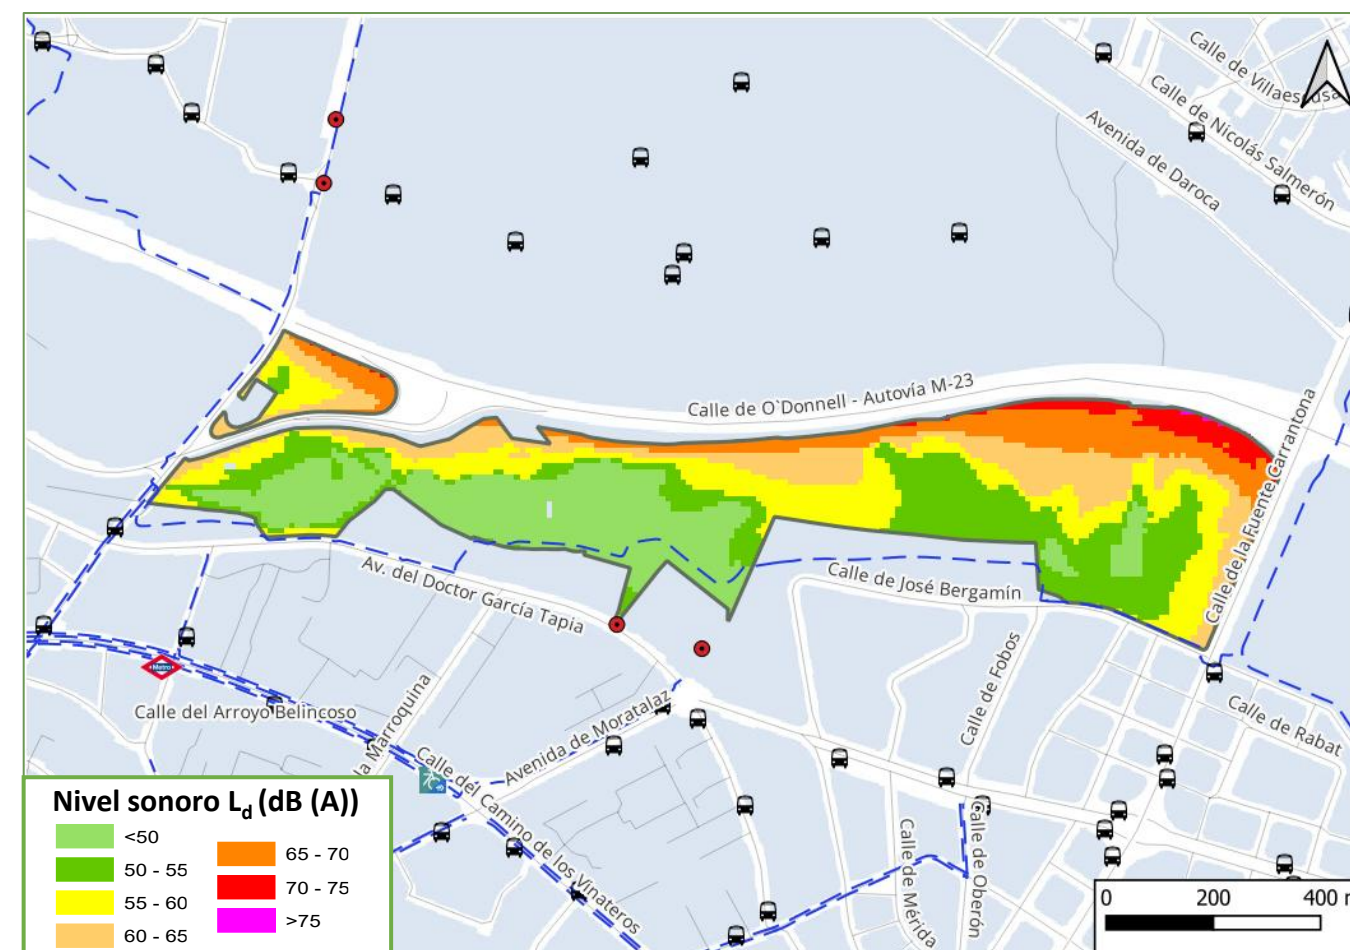 Calle de Villaescusa
Calle de Nicolás Salmerón
Avenida de Daroca
Calle de O`Donnell - Autovía M-23
Calle de la Fuente Carrantona
Av. del Doctor García Tapia
Calle de José Bergamín
Calle de Fobos
Metro
Calle del Arroyo Belincoso
la Marroquina
Avenida de Moratalaz
Calle de Rabat
Calle del Camino de los Vinateros
Calle de Mérida
Calle de Oberón
Nivel sonoro Ld (dB (A))
<50
50 - 55
55 - 60
60 - 65
65 - 70
70 - 75
>75
0 200 400 m